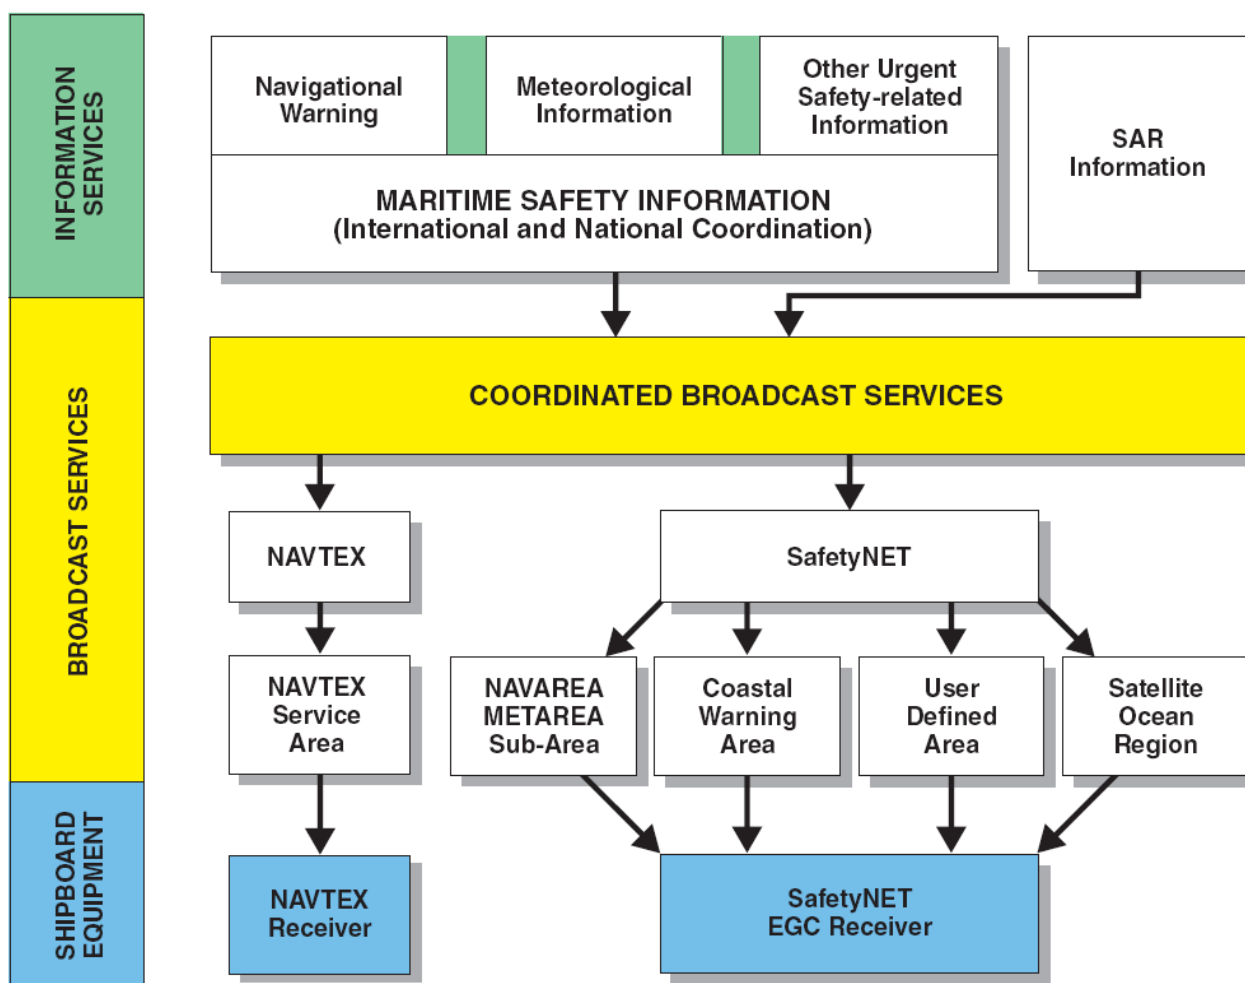 INFORMATION
SERVICES
Navigational
Warning
Meteorological
Information
Other Urgent
Safety-related
Information
SAR
Information
MARITIME SAFETY INFORMATION
(International and National Coordination)
BROADCAST SERVICES
COORDINATED BROADCAST SERVICES
NAVTEX
SafetyNET
NAVTEX
Service
Area
NAVAREA
METAREA
Sub-Area
Coastal
Warning
Area
User
Defined
Area
Satellite
Ocean
Region
SHIPBOARD
EQUIPMENT
NAVTEX
Receiver
SafetyNET
EGC Receiver